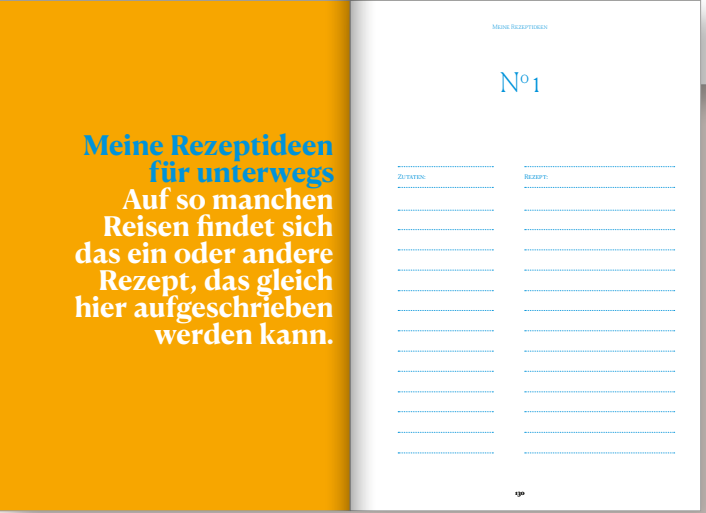 Meine Rezeptideen
für unterwegs
Auf so manchen
Reisen findet sich
das ein oder andere
Rezept, das gleich
hier aufgeschrieben
werden kann.
Meine Rezeptideen
Nº 1
Zutaten:
Rezept:
130